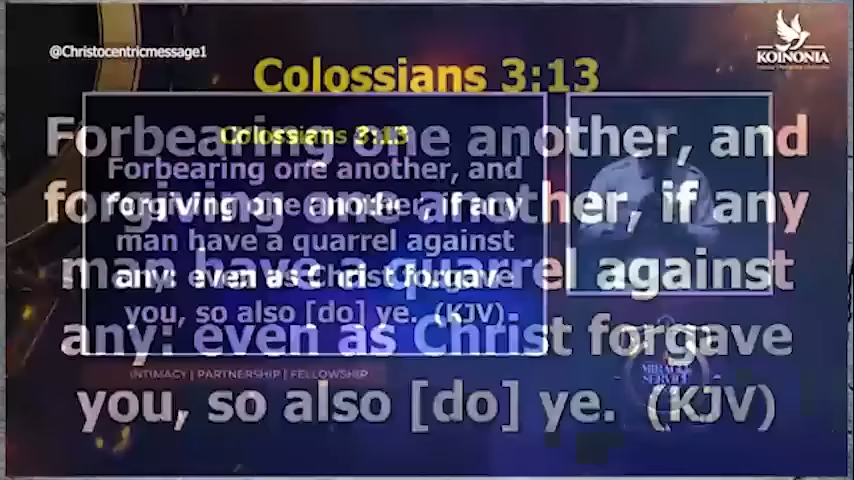 @Christocentricmessage1
KOINONIA
Colossians 3:13
Forbearing one another, and
forgiving one another, if any
man have a quarrel against
any: even as Christ forgave
you, so also [do] ye. (KJV)
Colossians 3:13
Forbearing one another, and
forgiving one another, if any
man have a quarrel against
any: even as Christ forgave
you, so also [do] ye. (KJV)
INTIMACY | PARTNERSHIP | FELLOWSHIP
MIRACLE
SERVICE